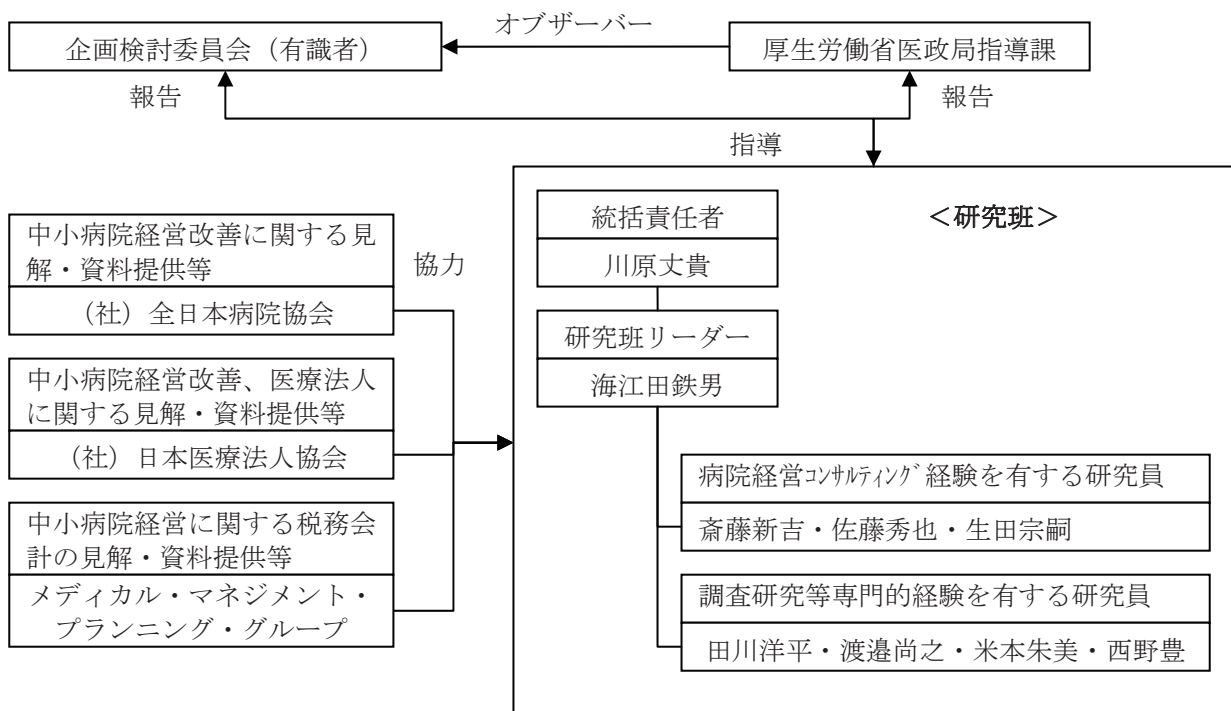 オブザーバー
企画検討委員会（有識者）
厚生労働省医政局指導課
報告
報告
指導
＜研究班＞
統括責任者
川原丈貴
研究班リーダー
海江田鉄男
中小病院経営改善に関する見
解・資料提供等
（社）全日本病院協会
協力
中小病院経営改善、医療法人
に関する見解・資料提供等
（社）日本医療法人協会
中小病院経営に関する税務会
計の見解・資料提供等
メディカル・マネジメント・
プランニング・グループ
病院経営ｺﾝｻﾙﾃｨﾝｸﾞ経験を有する研究員
斎藤新吉・佐藤秀也・生田宗嗣
調査研究等専門的経験を有する研究員
田川洋平・渡邉尚之・米本朱美・西野豊